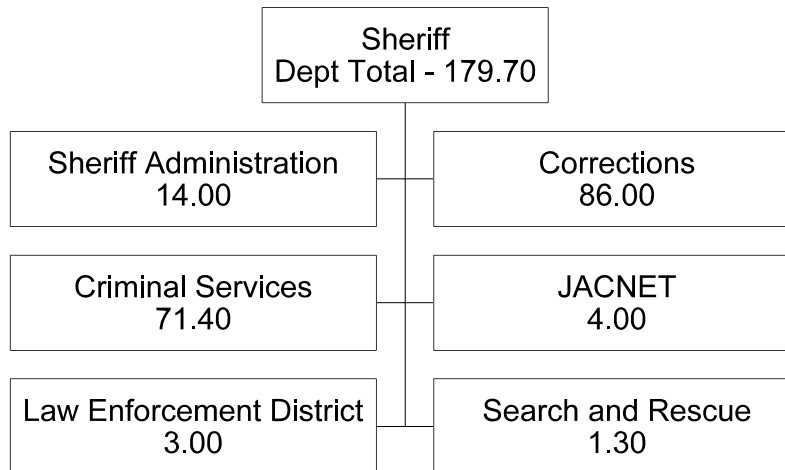 Sheriff
Dept Total - 179.70
Sheriff Administration
14.00
Corrections
86.00
Criminal Services
71.40
JACNET
4.00
Law Enforcement District
3.00
Search and Rescue
1.30